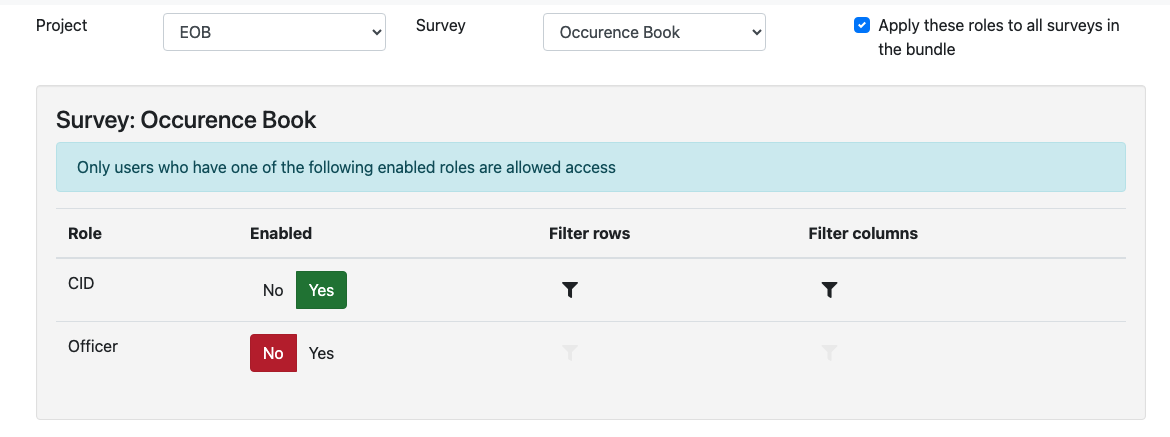 Project
EOB
Survey
Occurence Book
Apply these roles to all surveys in
the bundle
Survey: Occurence Book
Only users who have one of the following enabled roles are allowed access
Role Enabled Filter rows Filter columns
CID No Yes
Officer No Yes